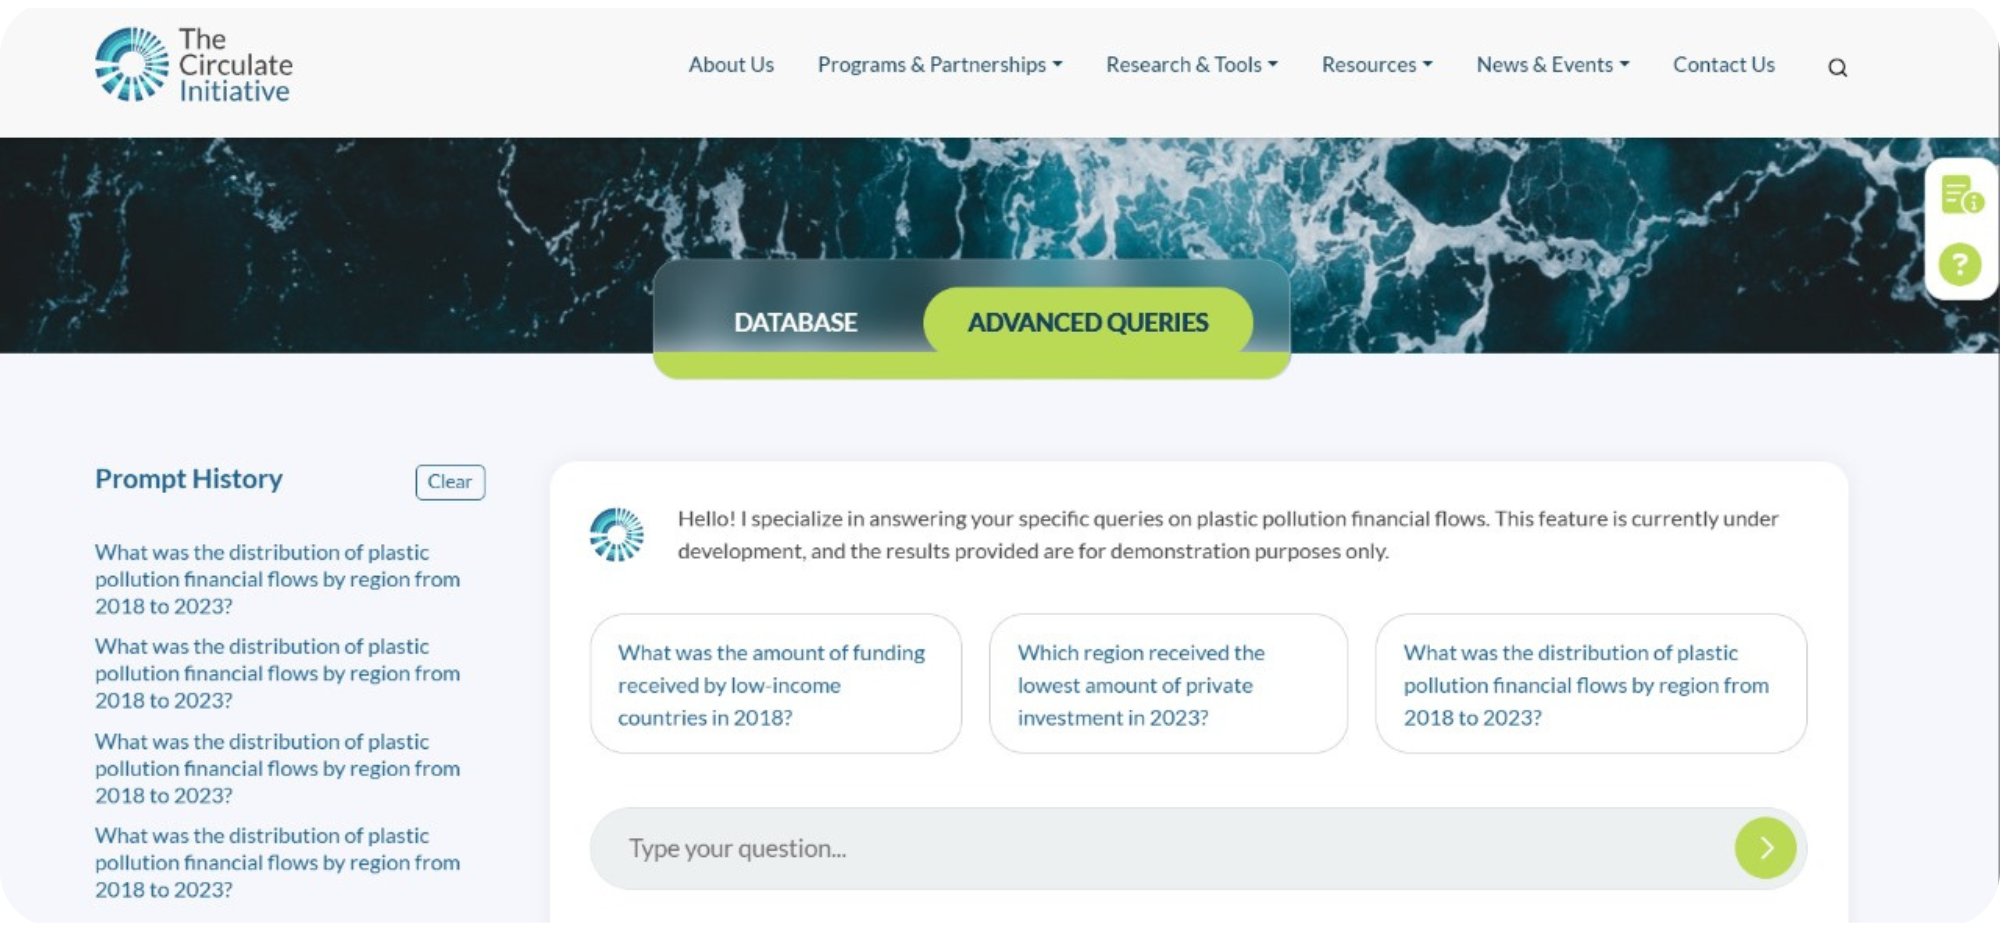 The
Circulate
Initiative
About Us
Programs & Partnerships
Research & Tools
Resources
News & Events
Contact Us
DATABASE
ADVANCED QUERIES
Prompt History
Clear
What was the distribution of plastic
pollution financial flows by region from
2018 to 2023?
What was the distribution of plastic
pollution financial flows by region from
2018 to 2023?
What was the distribution of plastic
pollution financial flows by region from
2018 to 2023?
What was the distribution of plastic
pollution financial flows by region from
2018 to 2023?
Hello! I specialize in answering your specific queries on plastic pollution financial flows. This feature is currently under
development, and the results provided are for demonstration purposes only.
What was the amount of funding
received by low-income
countries in 2018?
Which region received the
lowest amount of private
investment in 2023?
What was the distribution of plastic
pollution financial flows by region from
2018 to 2023?
Type your question...